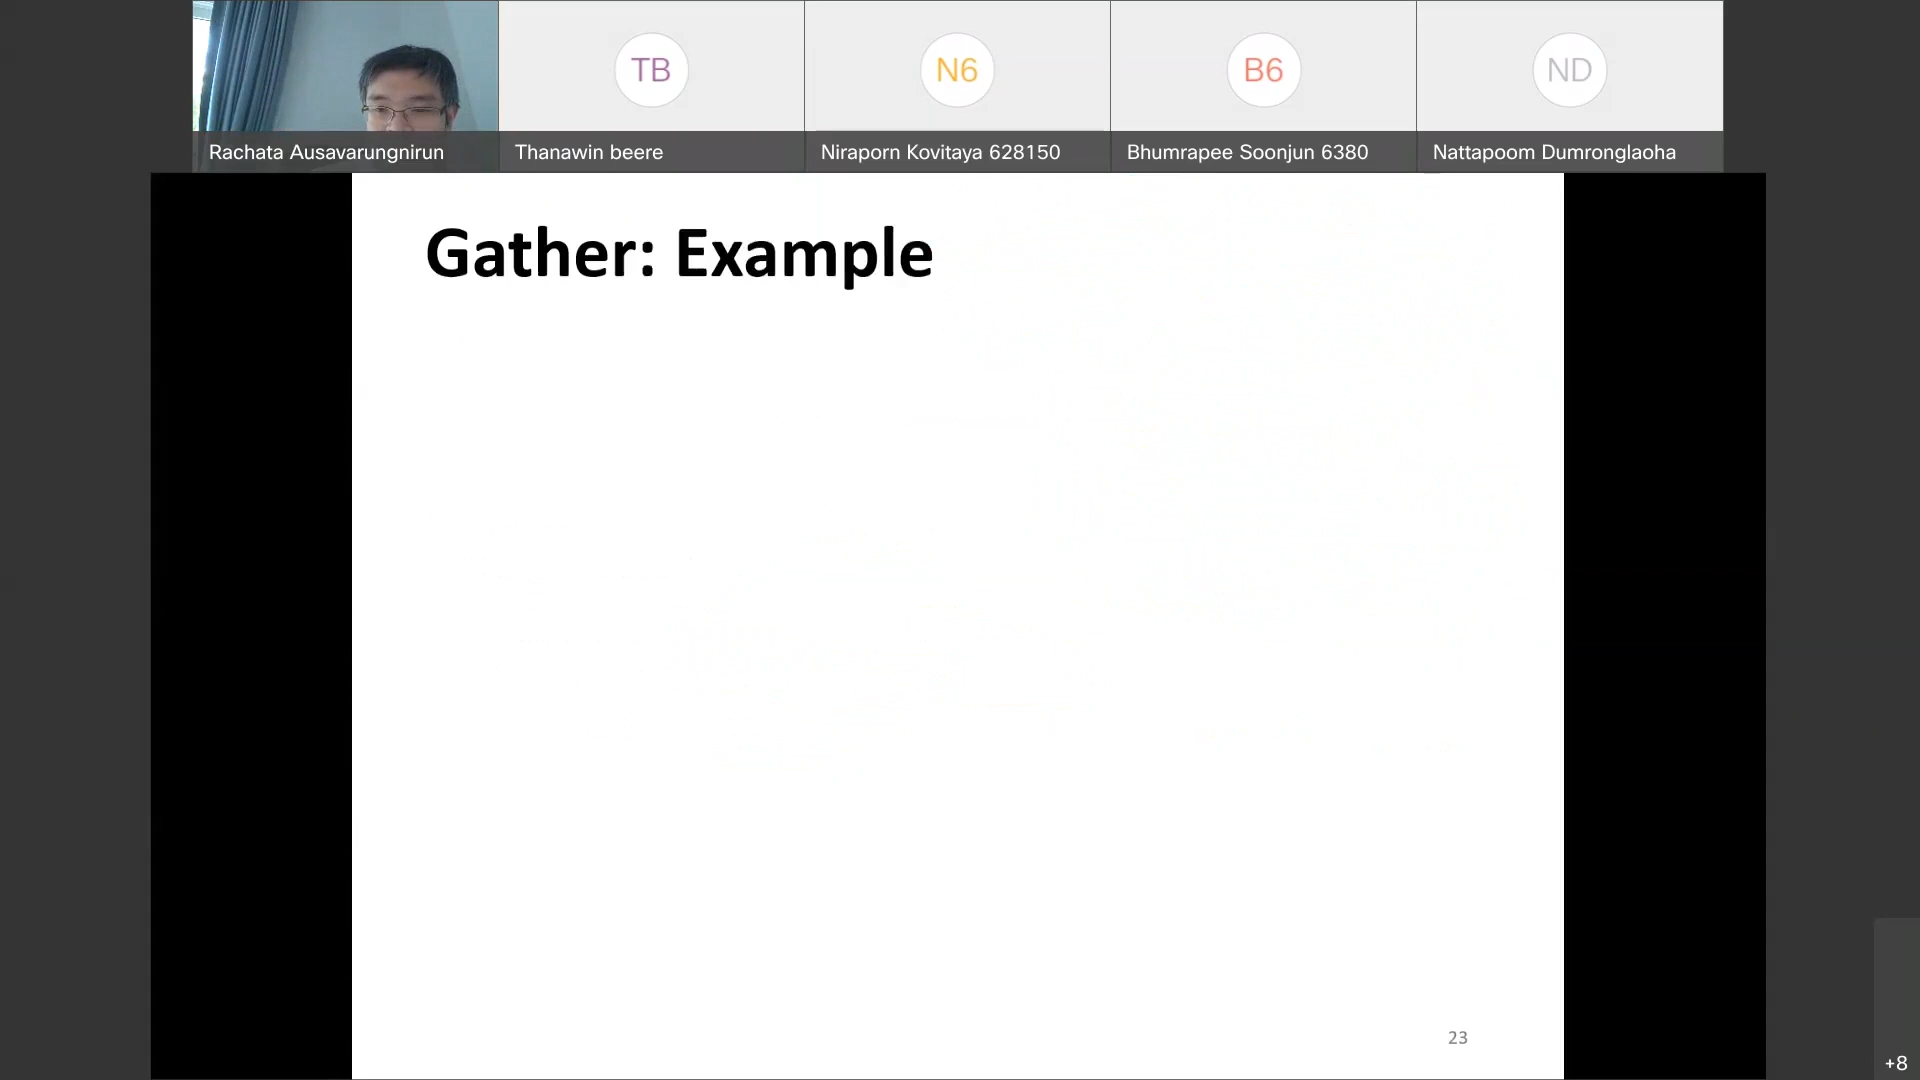 TB
N6
B6
ND
Rachata Ausavarungnirun
Thanawin beere
Niraporn Kovitaya 628150
Bhumrapee Soonjun 6380
Nattapoom Dumronglaoha
Gather: Example
23
+8